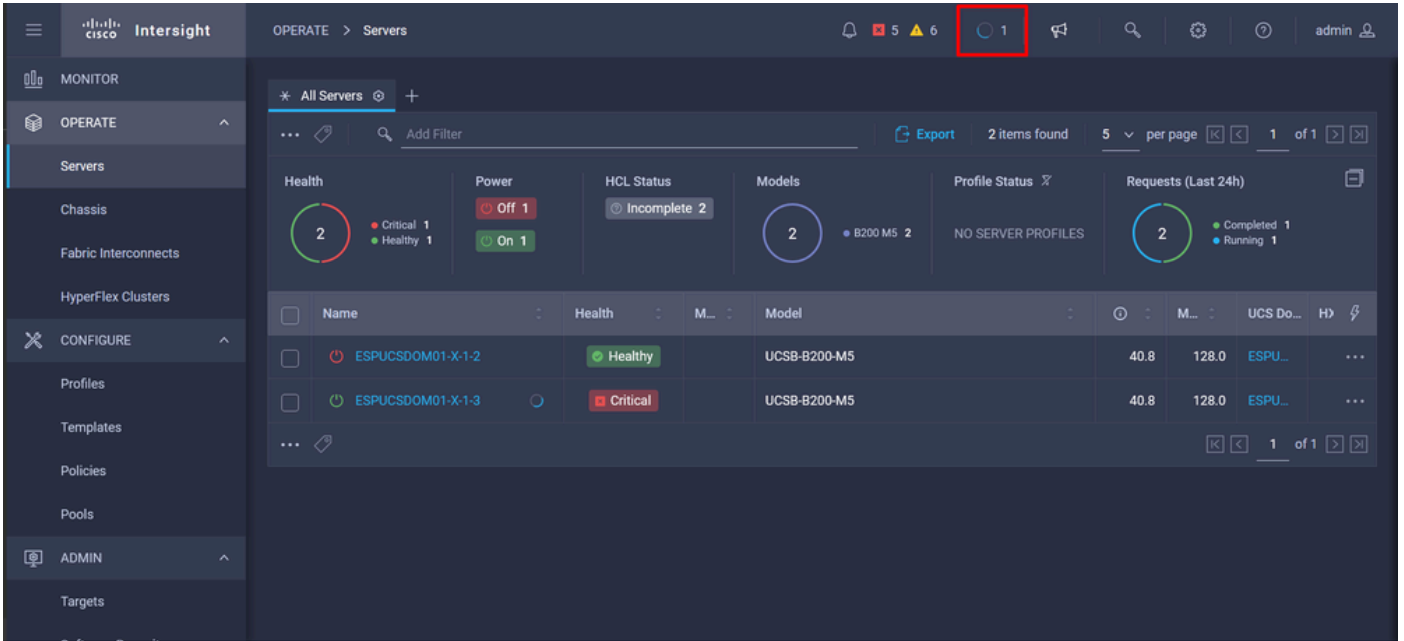 cisco Intersight OPERATE > Servers 5 6 1 admin
MONITOR
OPERATE
Servers
Chassis
Fabric Interconnects
HyperFlex Clusters
CONFIGURE
Profiles
Templates
Policies
Pools
ADMIN
Targets
All Servers
Add Filter Export 2 items found 5 per page 1 of 1
Health Power HCL Status Models Profile Status Requests (Last 24h)
2 Critical 1 Off 1 Incomplete 2 2 B200 M5 2 NO SERVER PROFILES 2 Completed 1
Healthy 1 On 1 Running 1
Name Health M... Model M... UCS Do... HX
ESPUCSDOM01-X-1-2 Healthy UCSB-B200-M5 40.8 128.0 ESPU... ...
ESPUCSDOM01-X-1-3 Critical UCSB-B200-M5 40.8 128.0 ESPU... ...
... 1 of 1